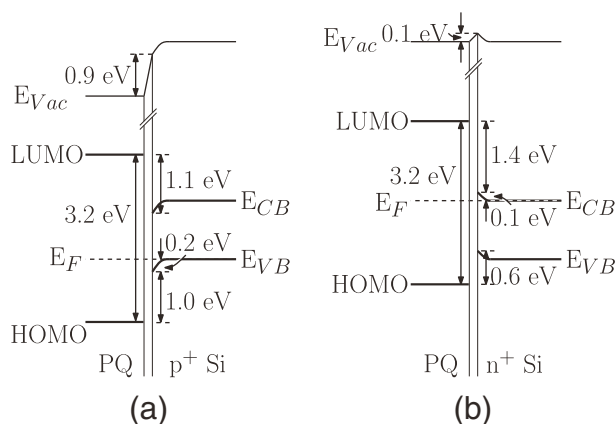 0.9 eV
E_Vac
LUMO
1.1 eV
3.2 eV
E_CB
0.2 eV
E_F
E_VB
1.0 eV
HOMO
PQ
p⁺ Si
(a)
0.1 eV
E_Vac
LUMO
1.4 eV
3.2 eV
E_F
E_CB
0.1 eV
E_VB
0.6 eV
HOMO
PQ
n⁺ Si
(b)